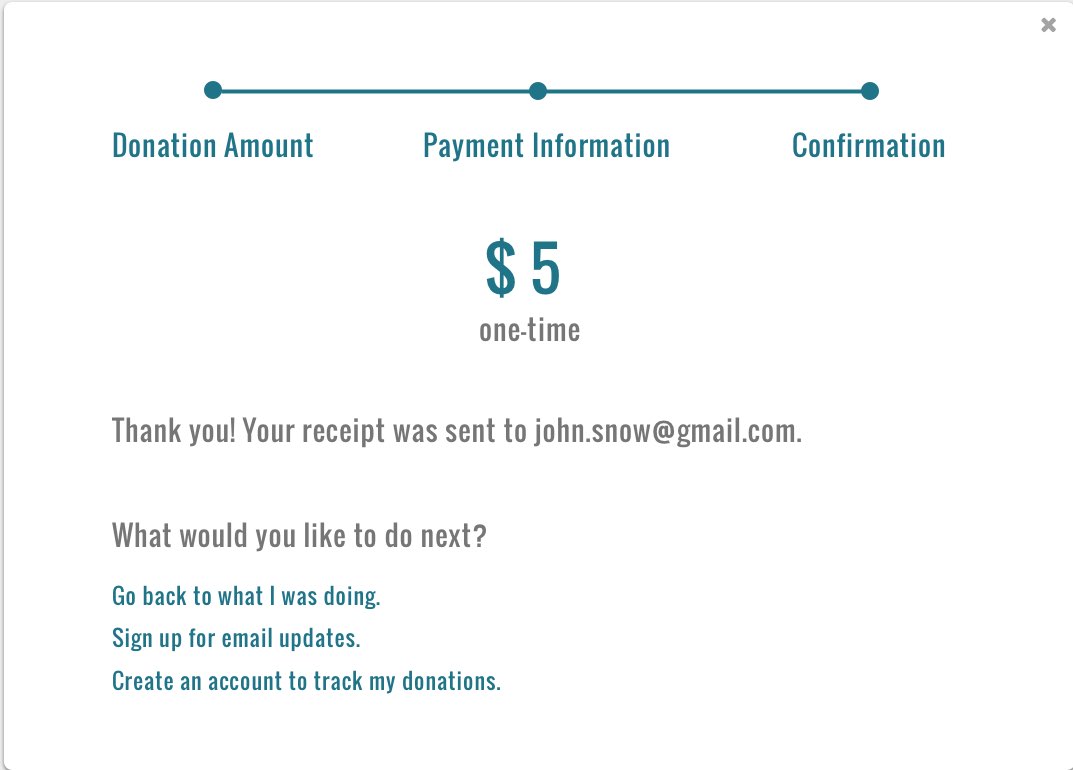 Donation Amount
Payment Information
Confirmation
$ 5
one-time
Thank you! Your receipt was sent to john.snow@gmail.com.
What would you like to do next?
Go back to what I was doing.
Sign up for email updates.
Create an account to track my donations.